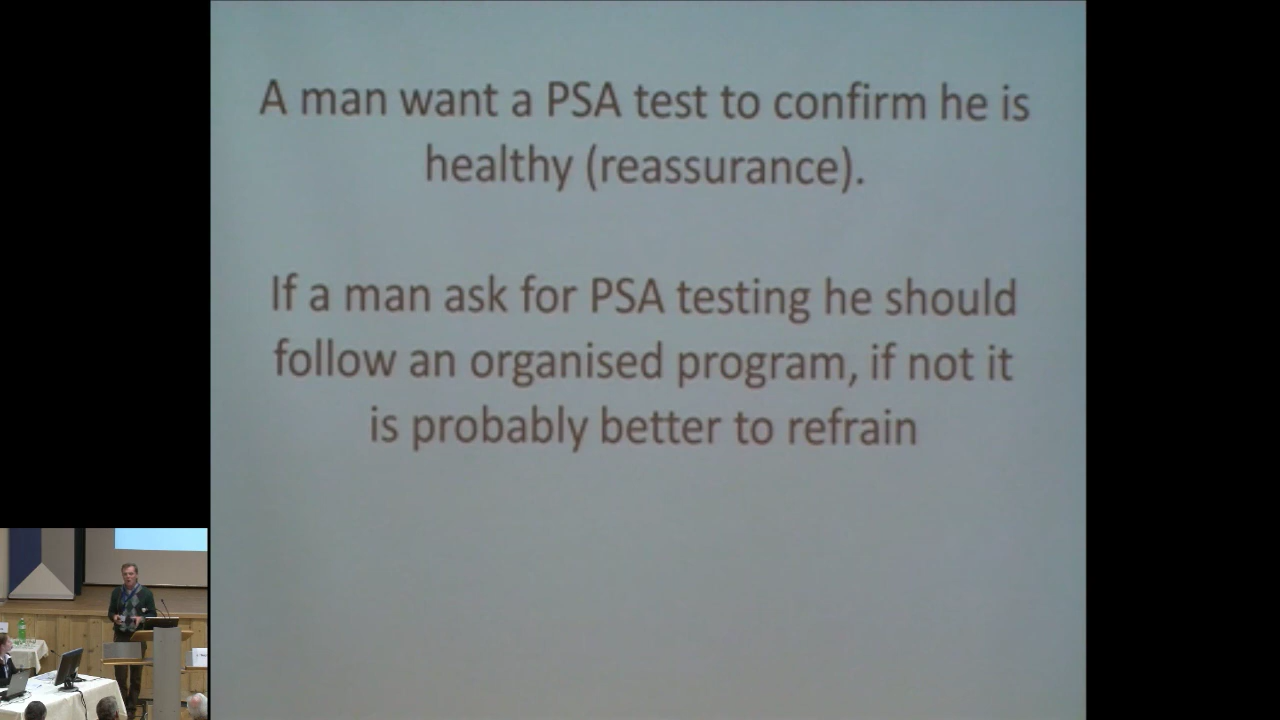 A man want a PSA test to confirm he is
healthy (reassurance).
If a man ask for PSA testing he should
follow an organised program, if not it
is probably better to refrain